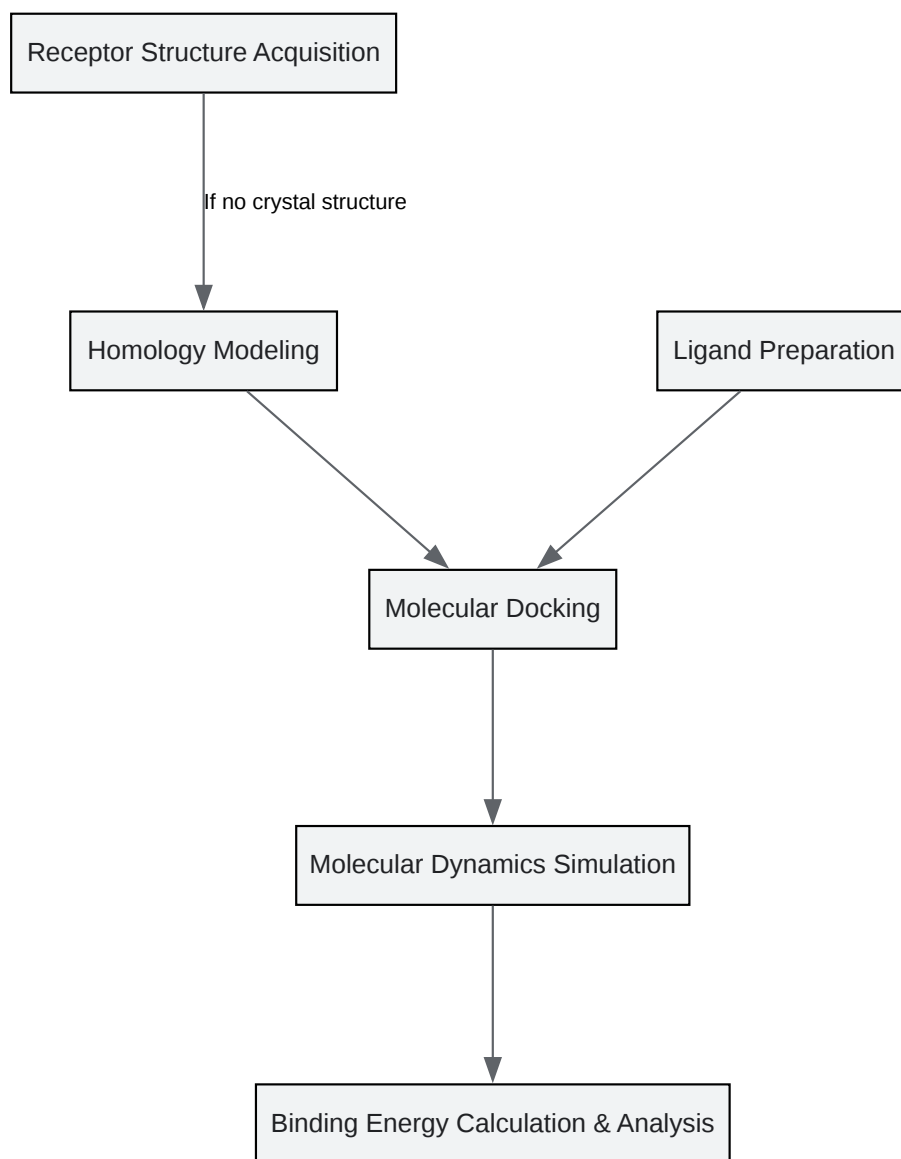 Receptor Structure Acquisition
If no crystal structure
Homology Modeling
Ligand Preparation
Molecular Docking
Molecular Dynamics Simulation
Binding Energy Calculation & Analysis